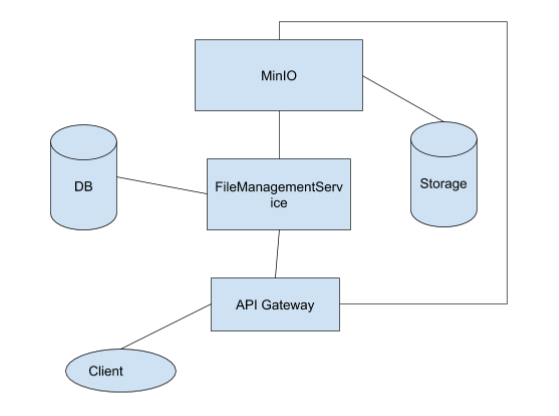 MinIO
DB
FileManagementServ
ice
Storage
API Gateway
Client